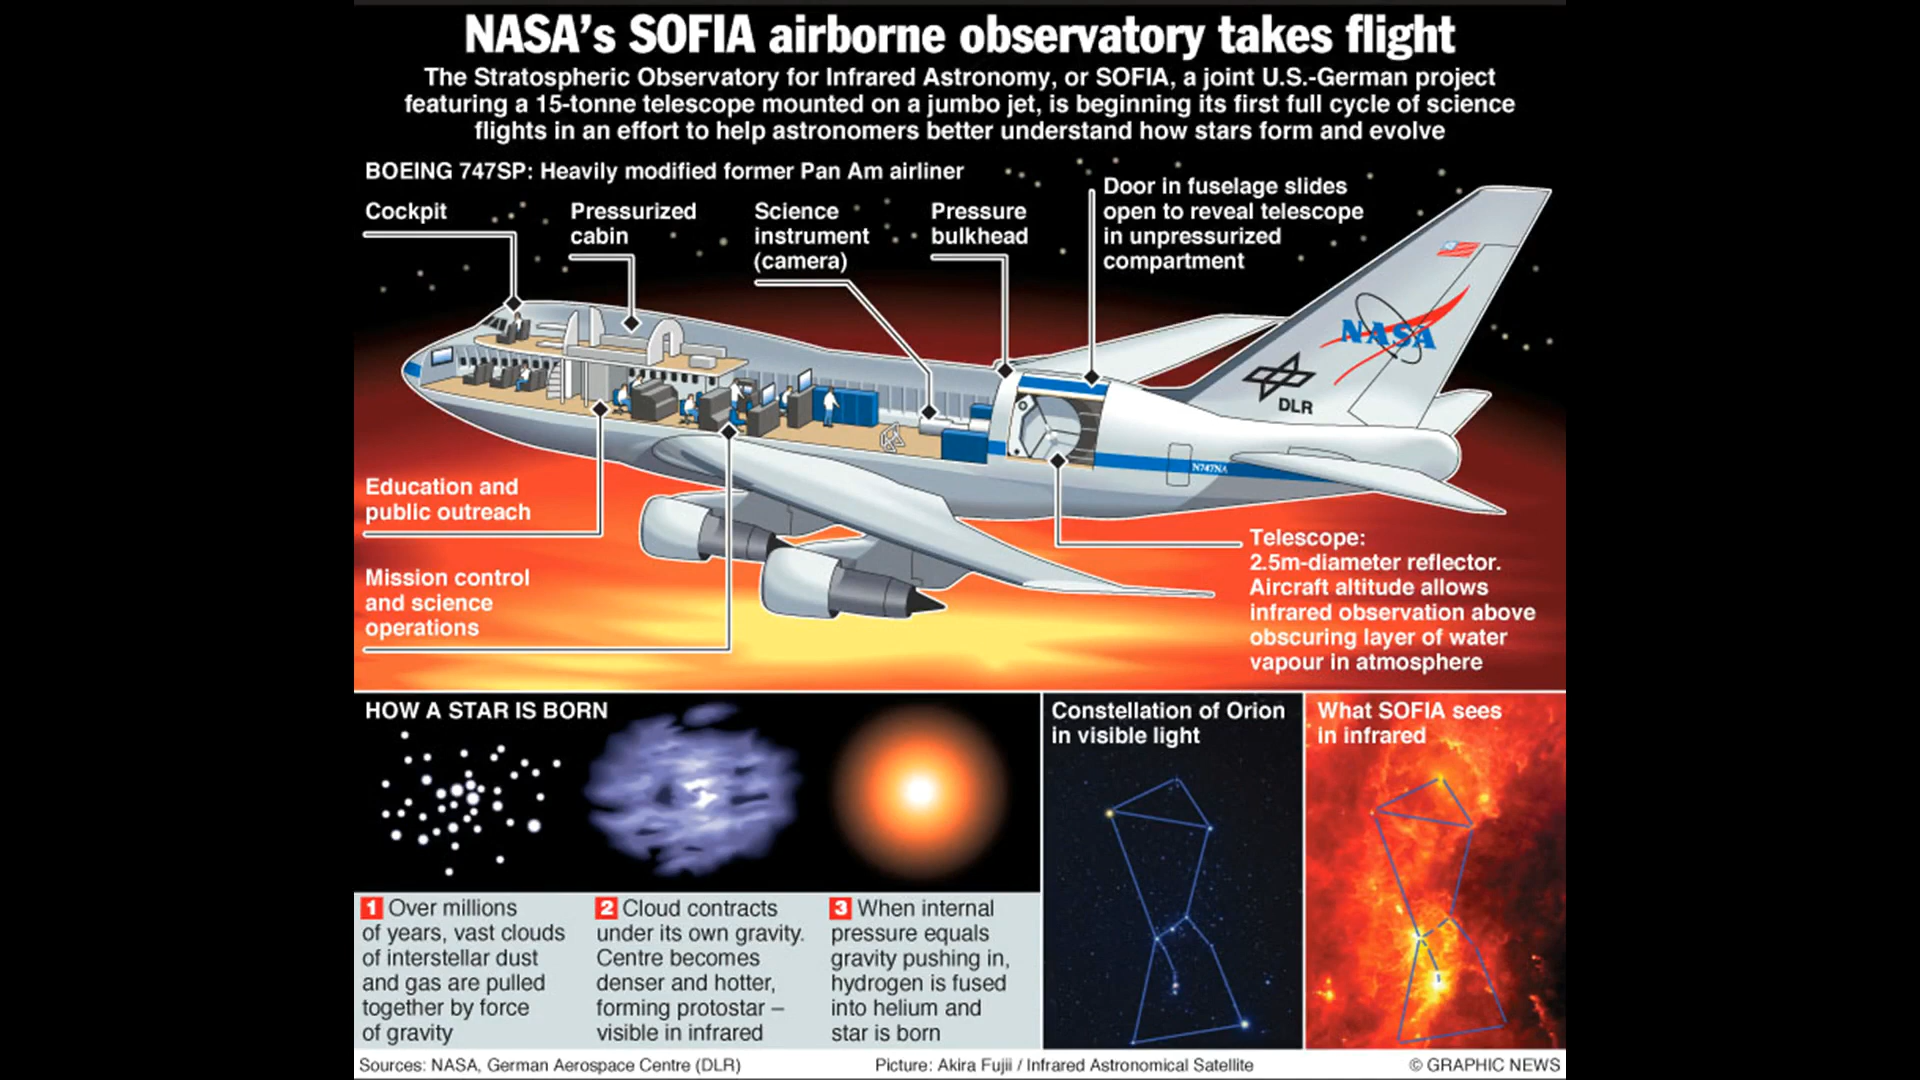 NASA's SOFIA airborne observatory takes flight
The Stratospheric Observatory for Infrared Astronomy, or SOFIA, a joint U.S.-German project
featuring a 15-tonne telescope mounted on a jumbo jet, is beginning its first full cycle of science
flights in an effort to help astronomers better understand how stars form and evolve
BOEING 747SP: Heavily modified former Pan Am airliner
Cockpit
Pressurized
cabin
Science
instrument
(camera)
Pressure
bulkhead
Door in fuselage slides
open to reveal telescope
in unpressurized
compartment
NASA
DLR
N747NA
Education and
public outreach
Mission control
and science
operations
Telescope:
2.5m-diameter reflector.
Aircraft altitude allows
infrared observation above
obscuring layer of water
vapour in atmosphere
HOW A STAR IS BORN
1 Over millions
of years, vast clouds
of interstellar dust
and gas are pulled
together by force
of gravity
2 Cloud contracts
under its own gravity.
Centre becomes
denser and hotter,
forming protostar –
visible in infrared
3 When internal
pressure equals
gravity pushing in,
hydrogen is fused
into helium and
star is born
Constellation of Orion
in visible light
What SOFIA sees
in infrared
Sources: NASA, German Aerospace Centre (DLR)
Picture: Akira Fujii / Infrared Astronomical Satellite
© GRAPHIC NEWS